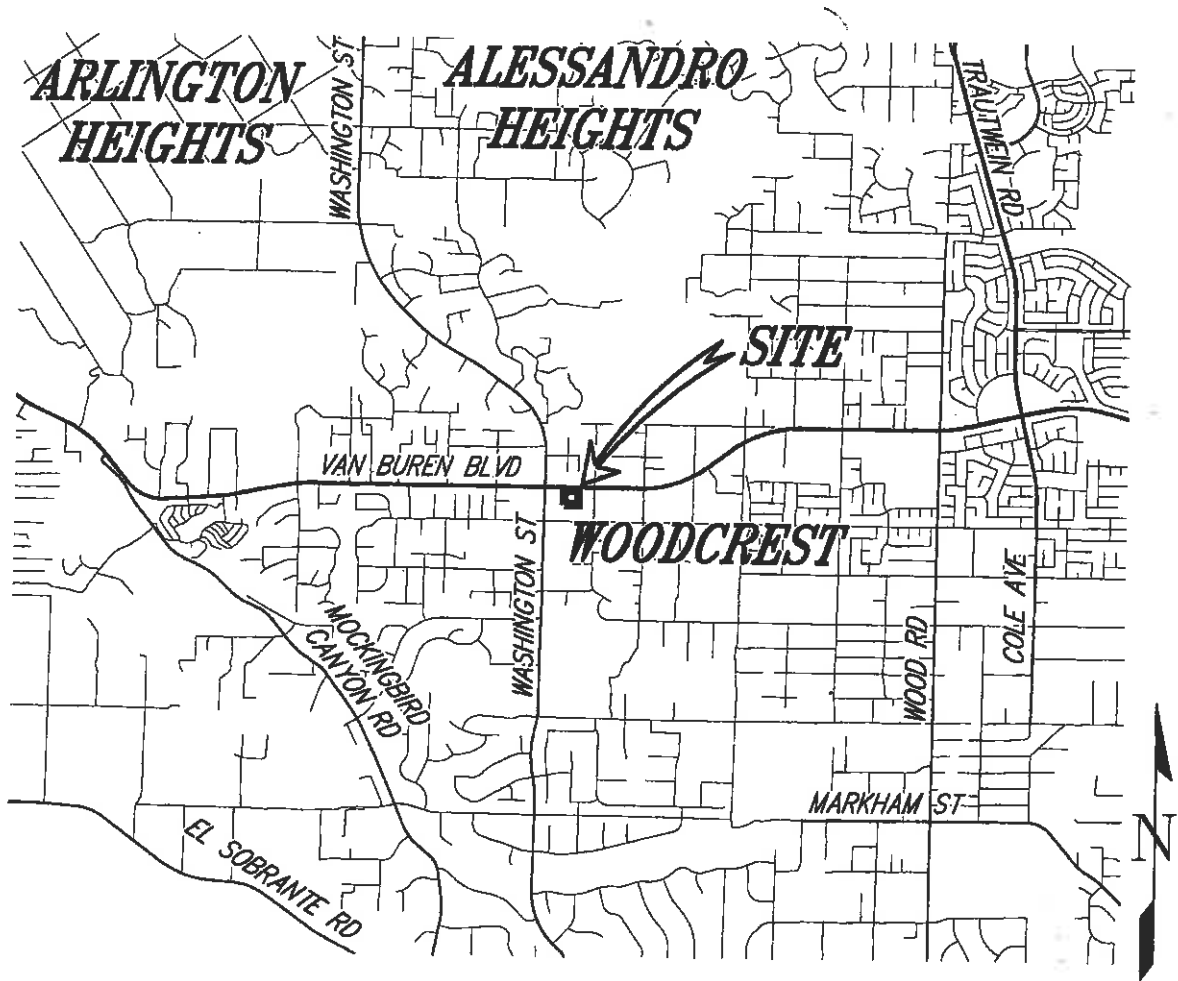 ARLINGTON
HEIGHTS
WASHINGTON ST
ALESSANDRO
HEIGHTS
TRAUTWEIN RD
SITE
VAN BUREN BLVD
WOODCREST
WASHINGTON ST
MOCKINGBIRD
CANYON RD
WOOD RD
COLE AVE
MARKHAM ST
EL SOBRANTE RD
N